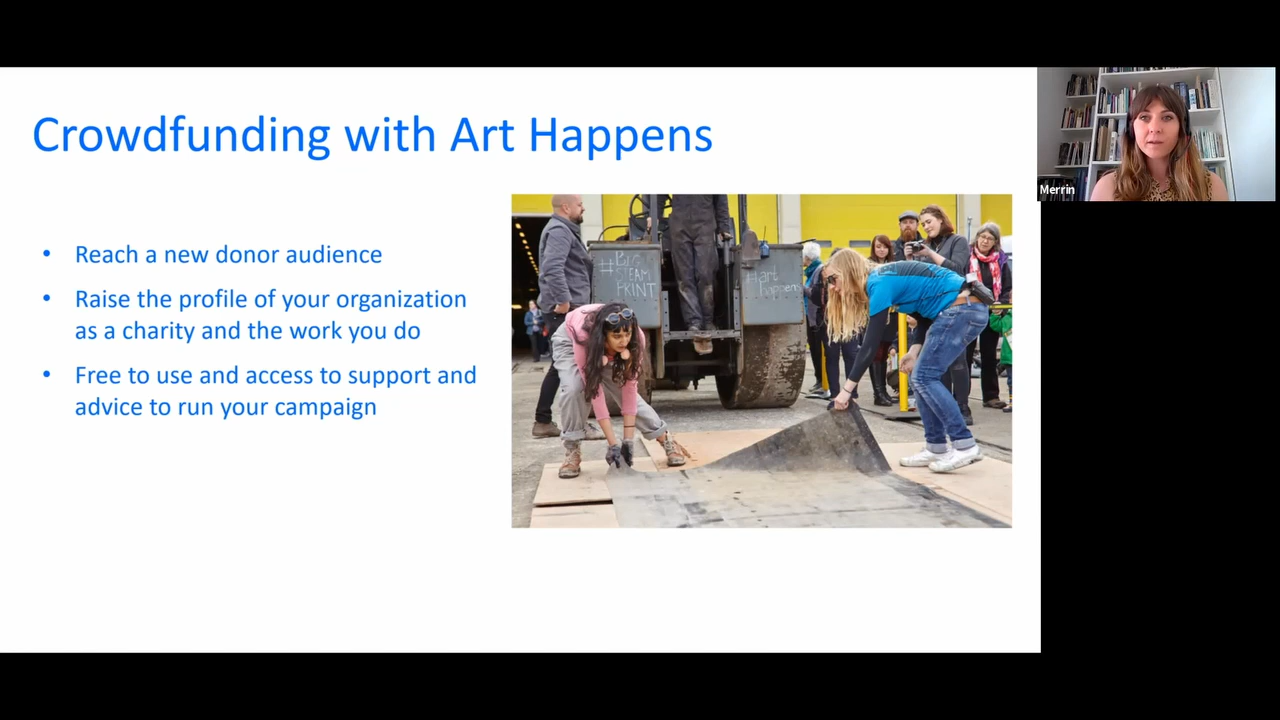 Crowdfunding with Art Happens
Merrin
• Reach a new donor audience
• Raise the profile of your organization
as a charity and the work you do
• Free to use and access to support and
advice to run your campaign
#BIG
STEAM
PRINT
#art
happens